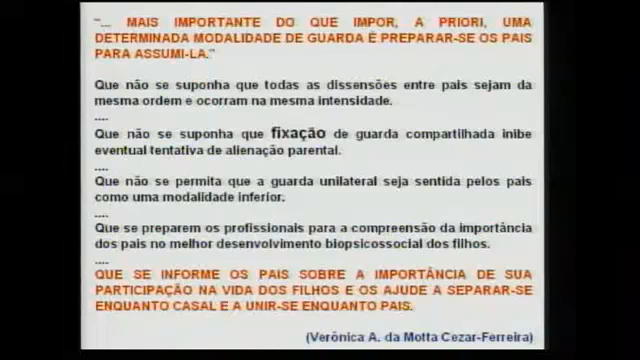 "... MAIS IMPORTANTE DO QUE IMPOR, A PRIORI, UMA
DETERMINADA MODALIDADE DE GUARDA É PREPARAR-SE OS PAIS
PARA ASSUMI-LA."
Que não se suponha que todas as dissensões entre pais sejam da
mesma ordem e ocorram na mesma intensidade.
....
Que não se suponha que fixação de guarda compartilhada inibe
eventual tentativa de alienação parental.
....
Que não se permita que a guarda unilateral seja sentida pelos pais
como uma modalidade inferior.
....
Que se preparem os profissionais para a compreensão da importância
dos pais no melhor desenvolvimento biopsicossocial dos filhos.
....
QUE SE INFORME OS PAIS SOBRE A IMPORTÂNCIA DE SUA
PARTICIPAÇÃO NA VIDA DOS FILHOS E OS AJUDE A SEPARAR-SE
ENQUANTO CASAL E A UNIR-SE ENQUANTO PAIS.
(Verônica A. da Motta Cezar-Ferreira)